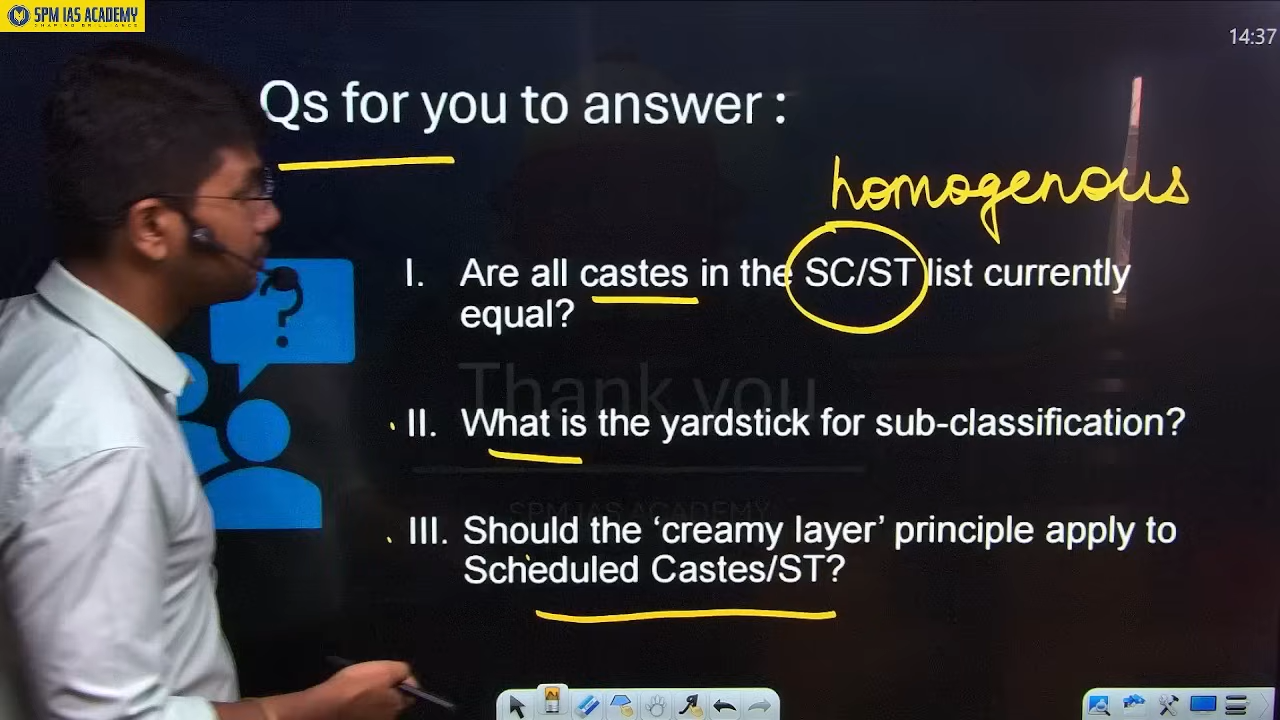 SPM IAS ACADEMY
SHARING BRILLIANCE
14:37
Qs for you to answer :
homogenous
I. Are all castes in the SC/ST list currently
equal?
Thank you
II. What is the yardstick for sub-classification?
SPM IAS ACADEMY
III. Should the ‘creamy layer’ principle apply to
Scheduled Castes/ST?